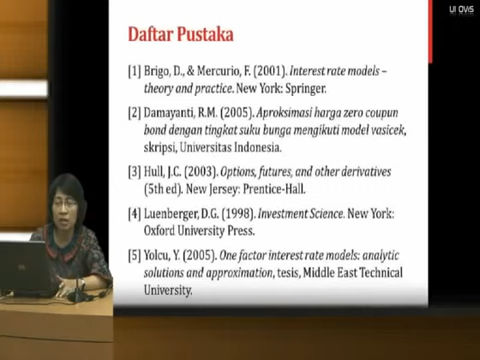 UI OVIS
Daftar Pustaka
[1] Brigo, D., & Mercurio, F. (2001). Interest rate models –
theory and practice. New York: Springer.
[2] Damayanti, R.M. (2005). Aproksimasi harga zero coupun
bond dengan tingkat suku bunga mengikuti model vasicek,
skripsi, Universitas Indonesia.
[3] Hull, J.C. (2003). Options, futures, and other derivatives
(5th ed). New Jersey: Prentice-Hall.
[4] Luenberger, D.G. (1998). Investment Science. New York:
Oxford University Press.
[5] Yolcu, Y. (2005). One factor interest rate models: analytic
solutions and approximation, tesis, Middle East Technical
University.